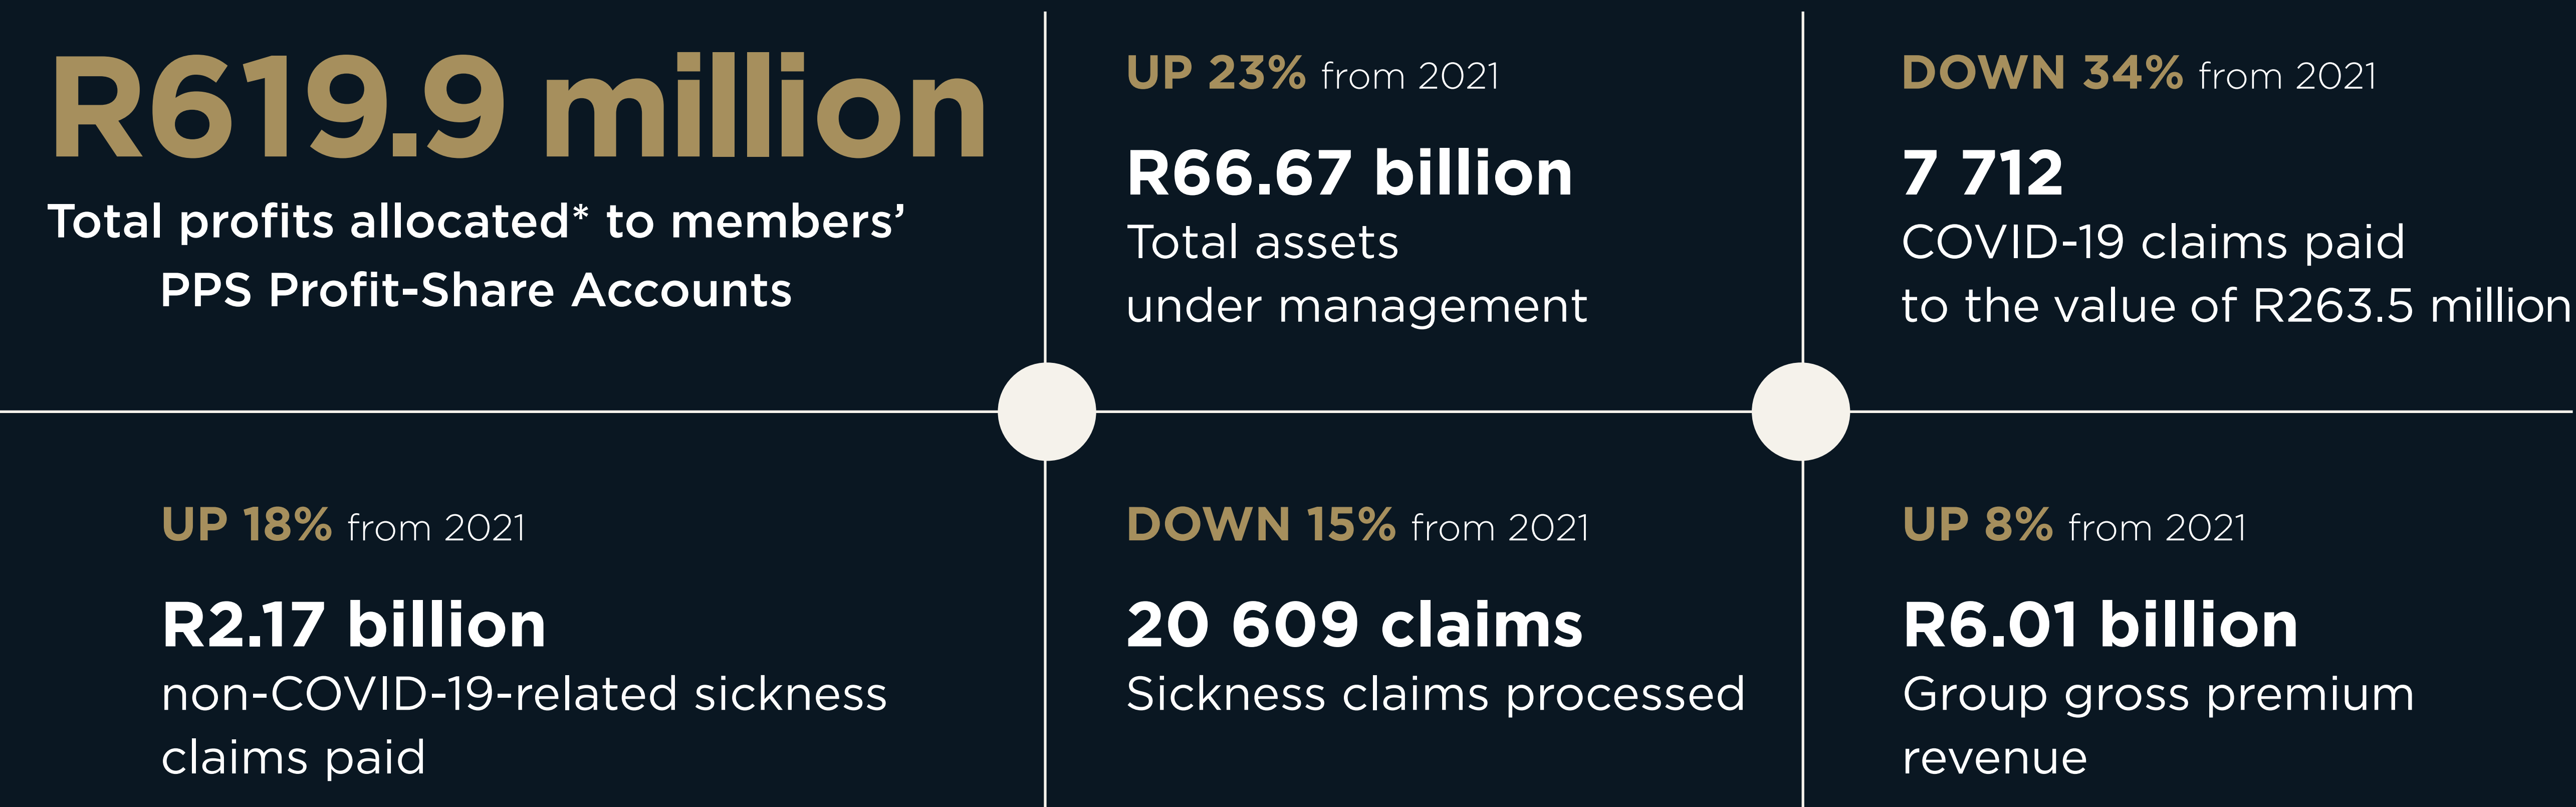 R619.9 million
Total profits allocated* to members’
PPS Profit-Share Accounts
UP 23% from 2021
R66.67 billion
Total assets
under management
DOWN 34% from 2021
7 712
COVID-19 claims paid
to the value of R263.5 million
UP 18% from 2021
R2.17 billion
non-COVID-19-related sickness
claims paid
DOWN 15% from 2021
20 609 claims
Sickness claims processed
UP 8% from 2021
R6.01 billion
Group gross premium
revenue